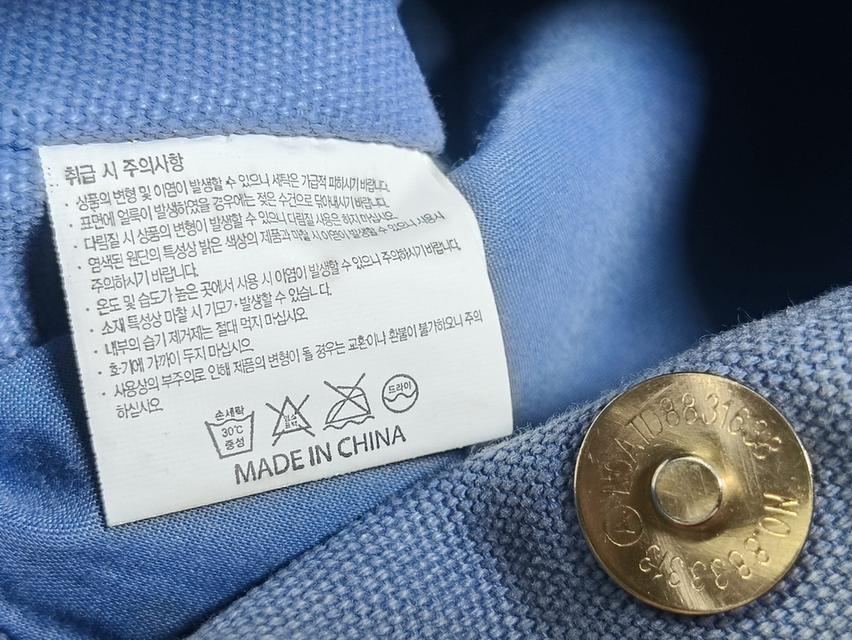 취급 시 주의사항
· 상품의 변형 및 이염이 발생할 수 있으니 세탁은 가급적 피하시기 바랍니다.
· 표면에 얼룩이 발생하였을 경우에는 젖은 수건으로 닦아내시기 바랍니다.
· 다림질 시 상품의 변형이 발생할 수 있으니 다림질 사용은 하지 마십시오.
· 염색된 원단의 특성상 밝은 색상의 제품과 마찰 시 이염이 발생할 수 있으니 사용시
주의하시기 바랍니다.
· 온도 및 습도가 높은 곳에서 사용 시 이염이 발생할 수 있으니 주의하시기 바랍니다.
· 소재 특성상 마찰 시 기모가 발생할 수 있습니다.
· 내부의 습기 제거제는 절대 먹지 마십시오
· 화기에 가까이 두지 마십시오
· 사용상의 부주의로 인해 제품의 변형이 될 경우는 교환이나 환불이 불가하오니 주의
하십시오
손세탁
30℃
중성
염소
표백
드라이
MADE IN CHINA
NO.883313